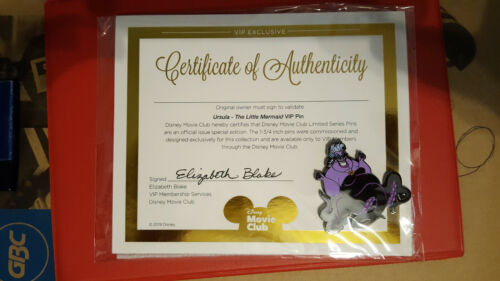 VIP EXCLUSIVE
Certificate of Authenticity
Original owner must sign to validate
Ursula - The Little Mermaid VIP Pin
Disney Movie Club hereby certifies that Disney Movie Club Limited Series Pins
are an official issue special edition. The 1-3/4 inch pins were commissioned and
designed exclusively for this collection and are available only to VIP Members
through the Disney Movie Club.
Signed Elizabeth Blake
Elizabeth Blake
VIP Membership Services
Disney Movie Club
© 2019 Disney
Disney
Movie
Club
GBC